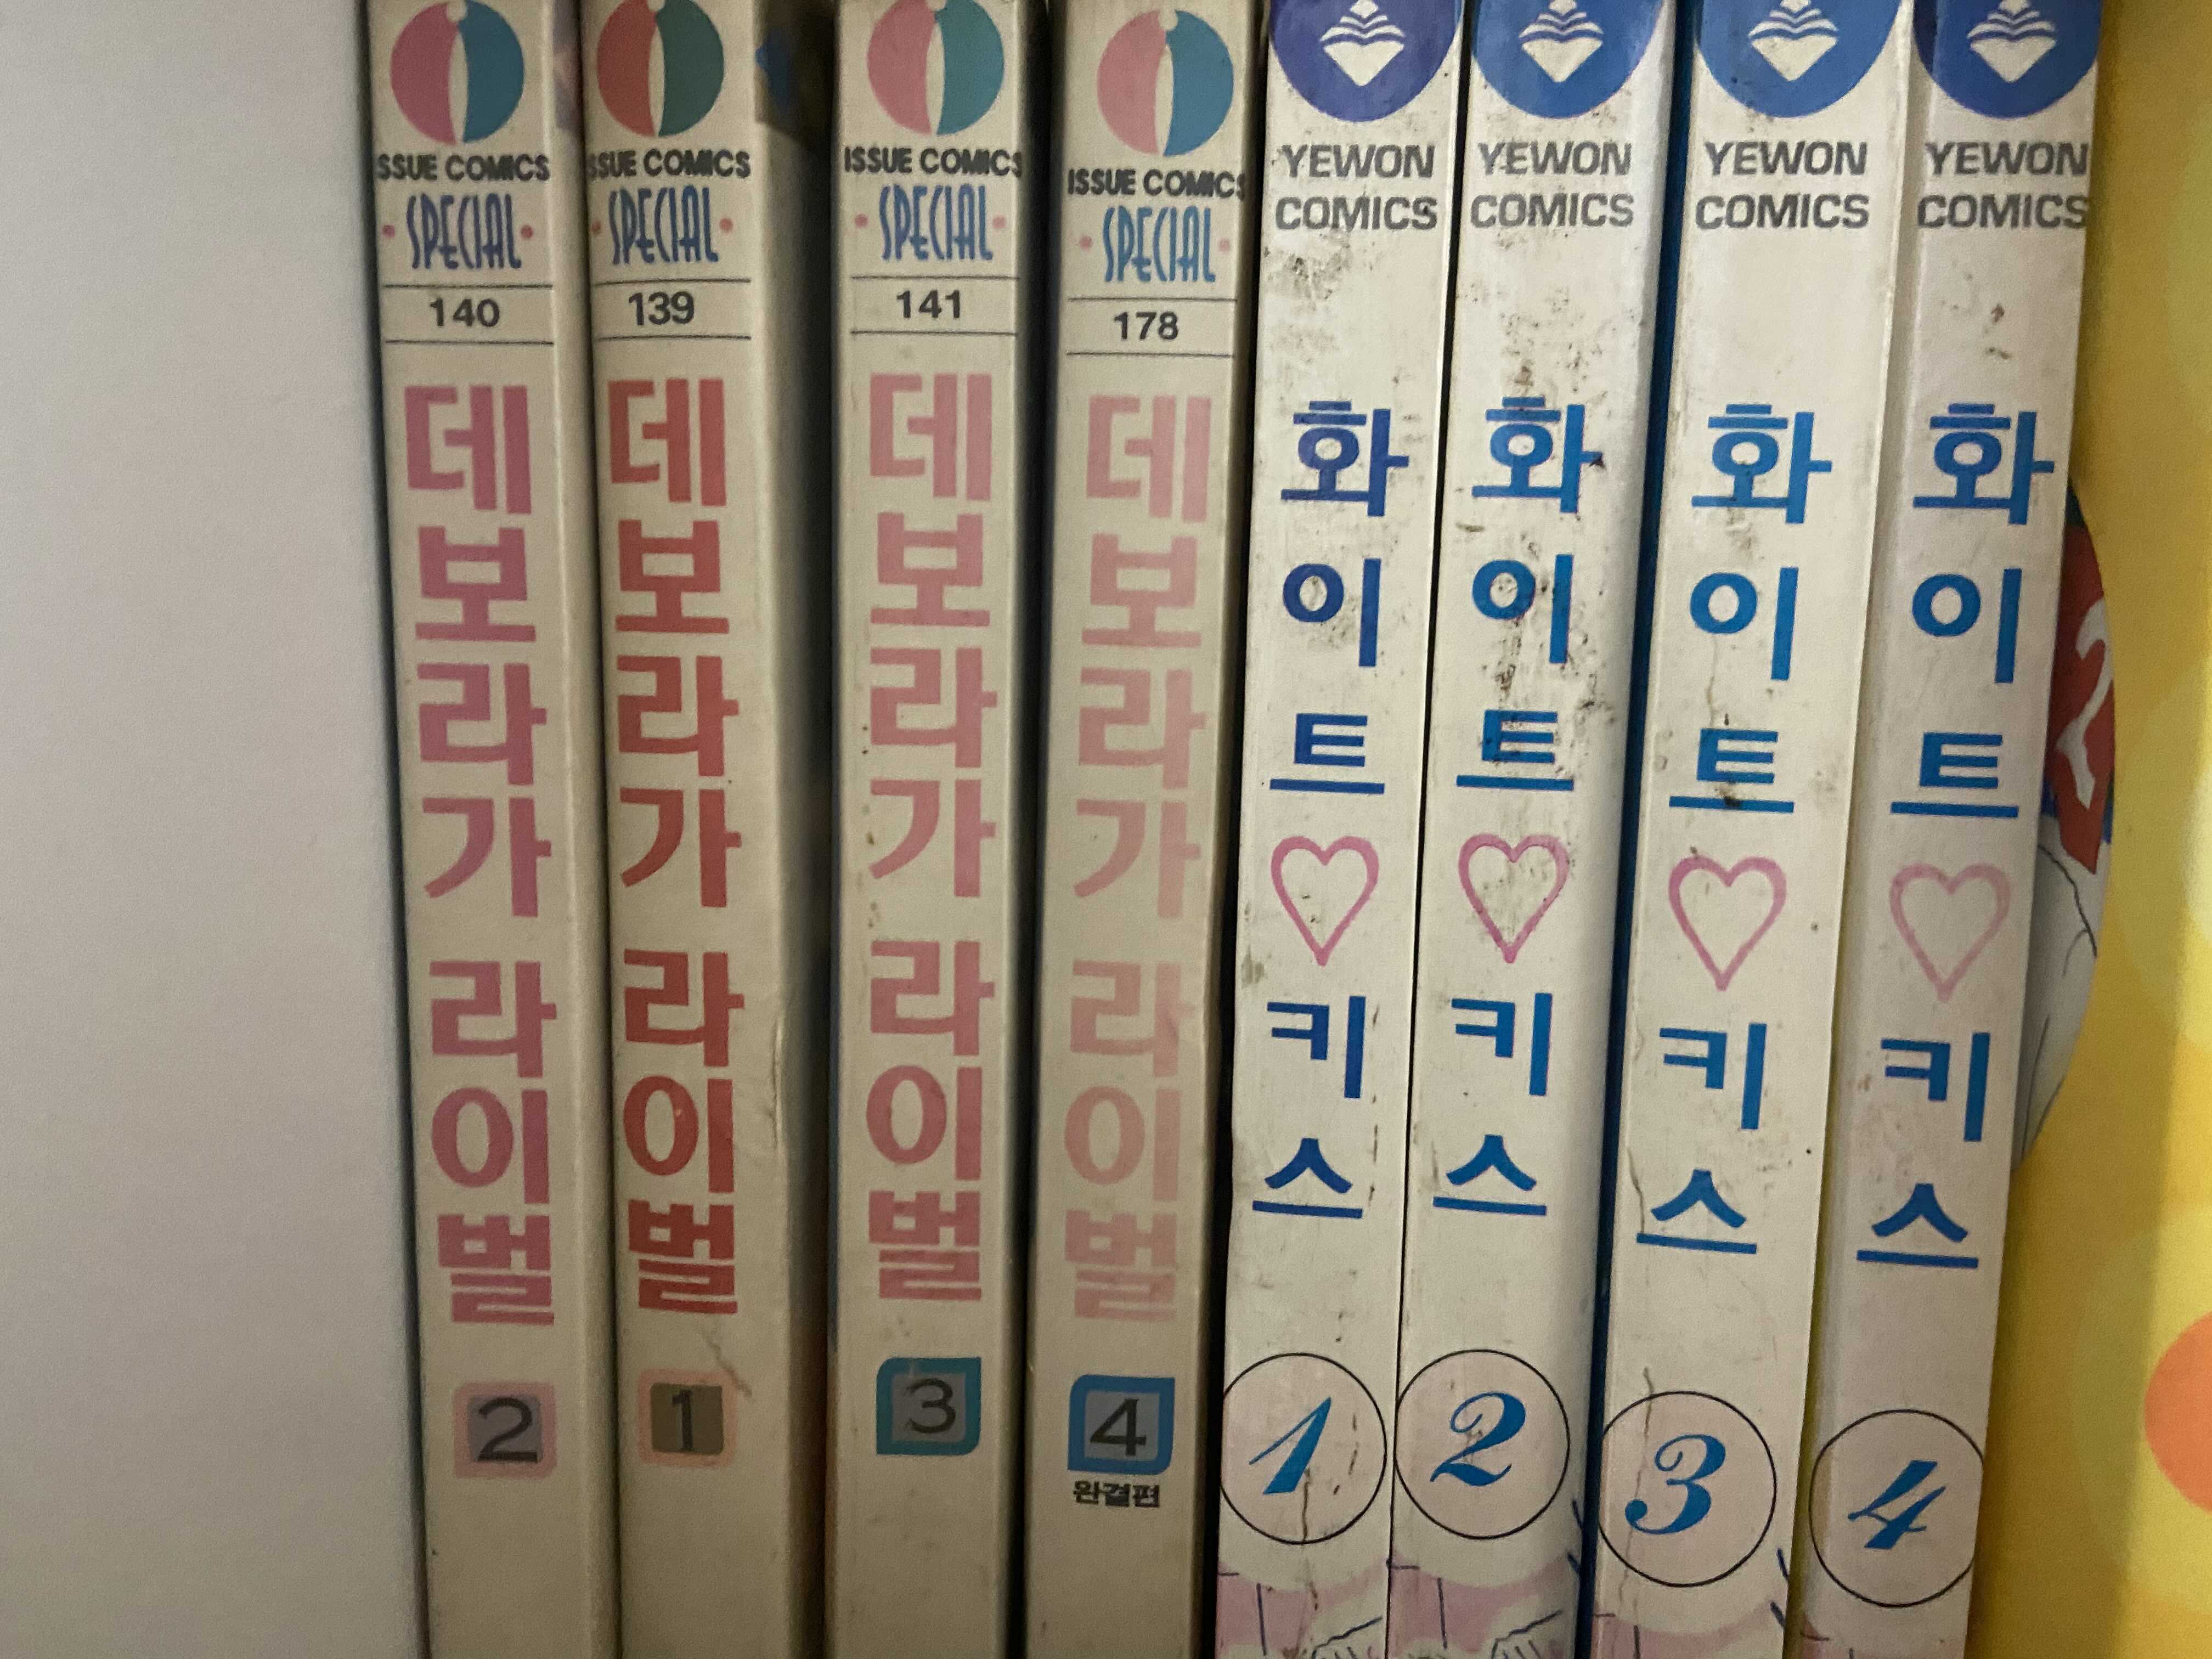 ISSUE COMICS
SPECIAL
140
데보라가 라이벌
2
ISSUE COMICS
SPECIAL
139
데보라가 라이벌
1
ISSUE COMICS
SPECIAL
141
데보라가 라이벌
3
ISSUE COMICS
SPECIAL
178
데보라가 라이벌
4
완결편
YEWON
COMICS
화이트♡키스
1
YEWON
COMICS
화이트♡키스
2
YEWON
COMICS
화이트♡키스
3
YEWON
COMICS
화이트♡키스
4
2